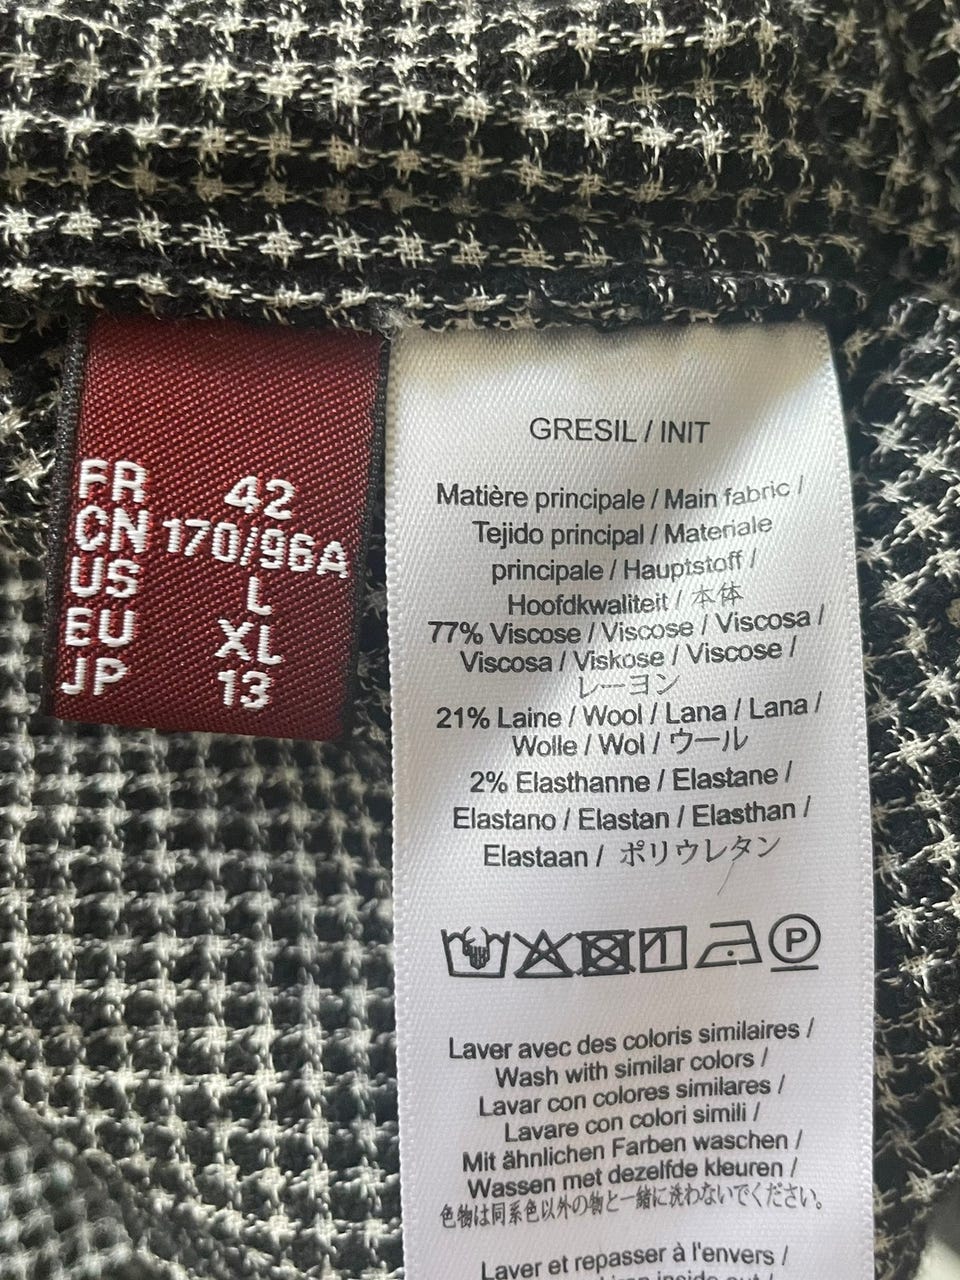 FR 42
CN 170/96A
US L
EU XL
JP 13
GRESIL / INIT
Matière principale / Main fabric /
Tejido principal / Materiale
principale / Hauptstoff /
Hoofdkwaliteit / 本体
77% Viscose / Viscose / Viscosa /
Viscosa / Viskose / Viscose /
レーヨン
21% Laine / Wool / Lana / Lana /
Wolle / Wol / ウール
2% Elasthanne / Elastane /
Elastano / Elastan / Elasthan /
Elastaan / ポリウレタン
P
Laver avec des coloris similaires /
Wash with similar colors /
Lavar con colores similares /
Lavare con colori simili /
Mit ähnlichen Farben waschen /
Wassen met dezelfde kleuren /
色物は同系色以外の物と一緒に洗わないでください。
Laver et repasser à l'envers /
inside out /